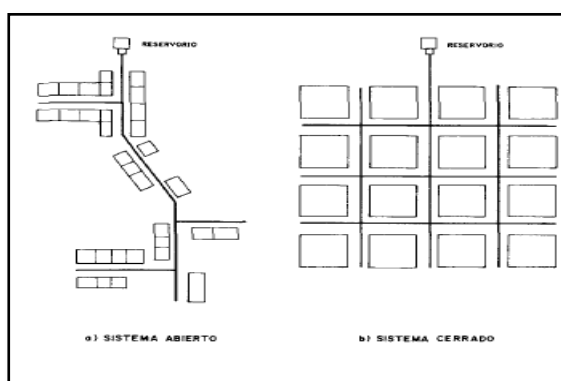 RESERVORIO
RESERVORIO
a) SISTEMA ABIERTO
b) SISTEMA CERRADO